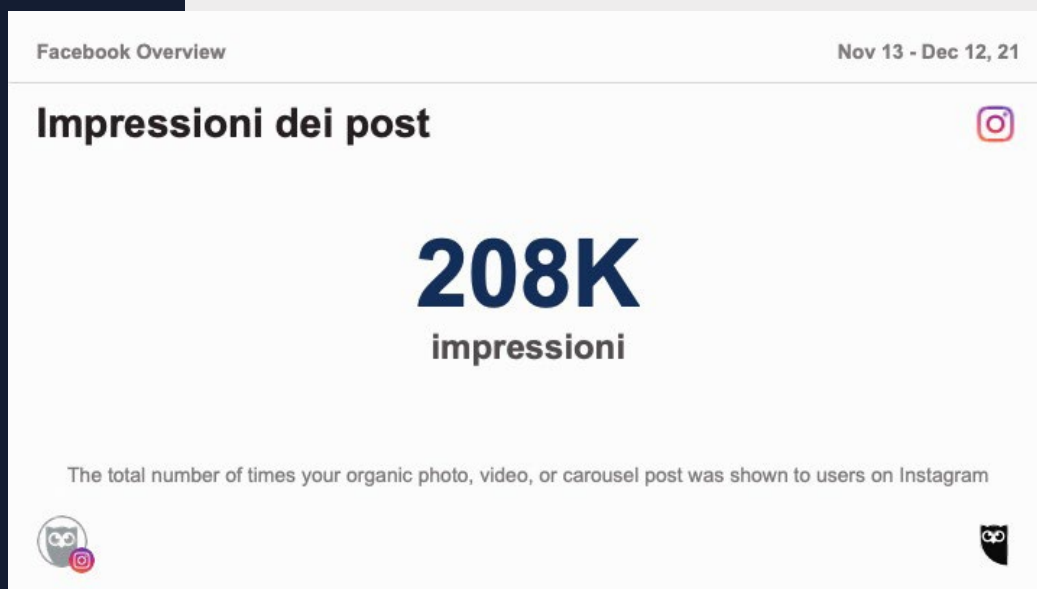 Facebook Overview
Nov 13 - Dec 12, 21
Impressioni dei post
208K
impressioni
The total number of times your organic photo, video, or carousel post was shown to users on Instagram